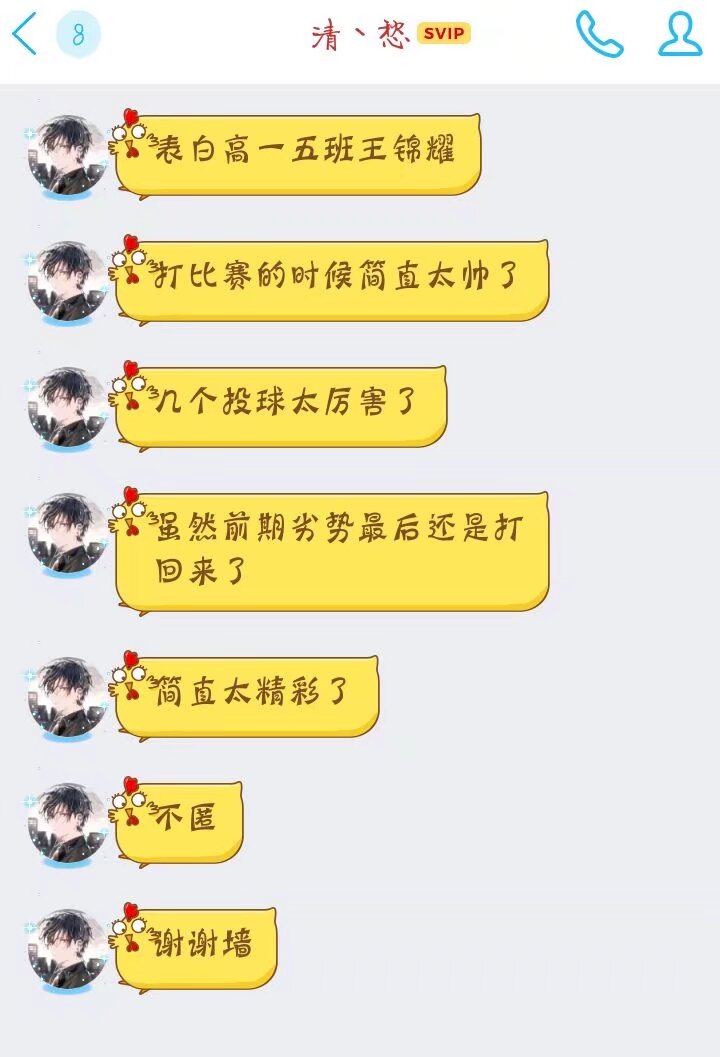 8
清丶愁 SVIP
表白高一五班王锦耀
打比赛的时候简直太帅了
几个投球太厉害了
虽然前期劣势最后还是打
回来了
简直太精彩了
不匿
谢谢墙